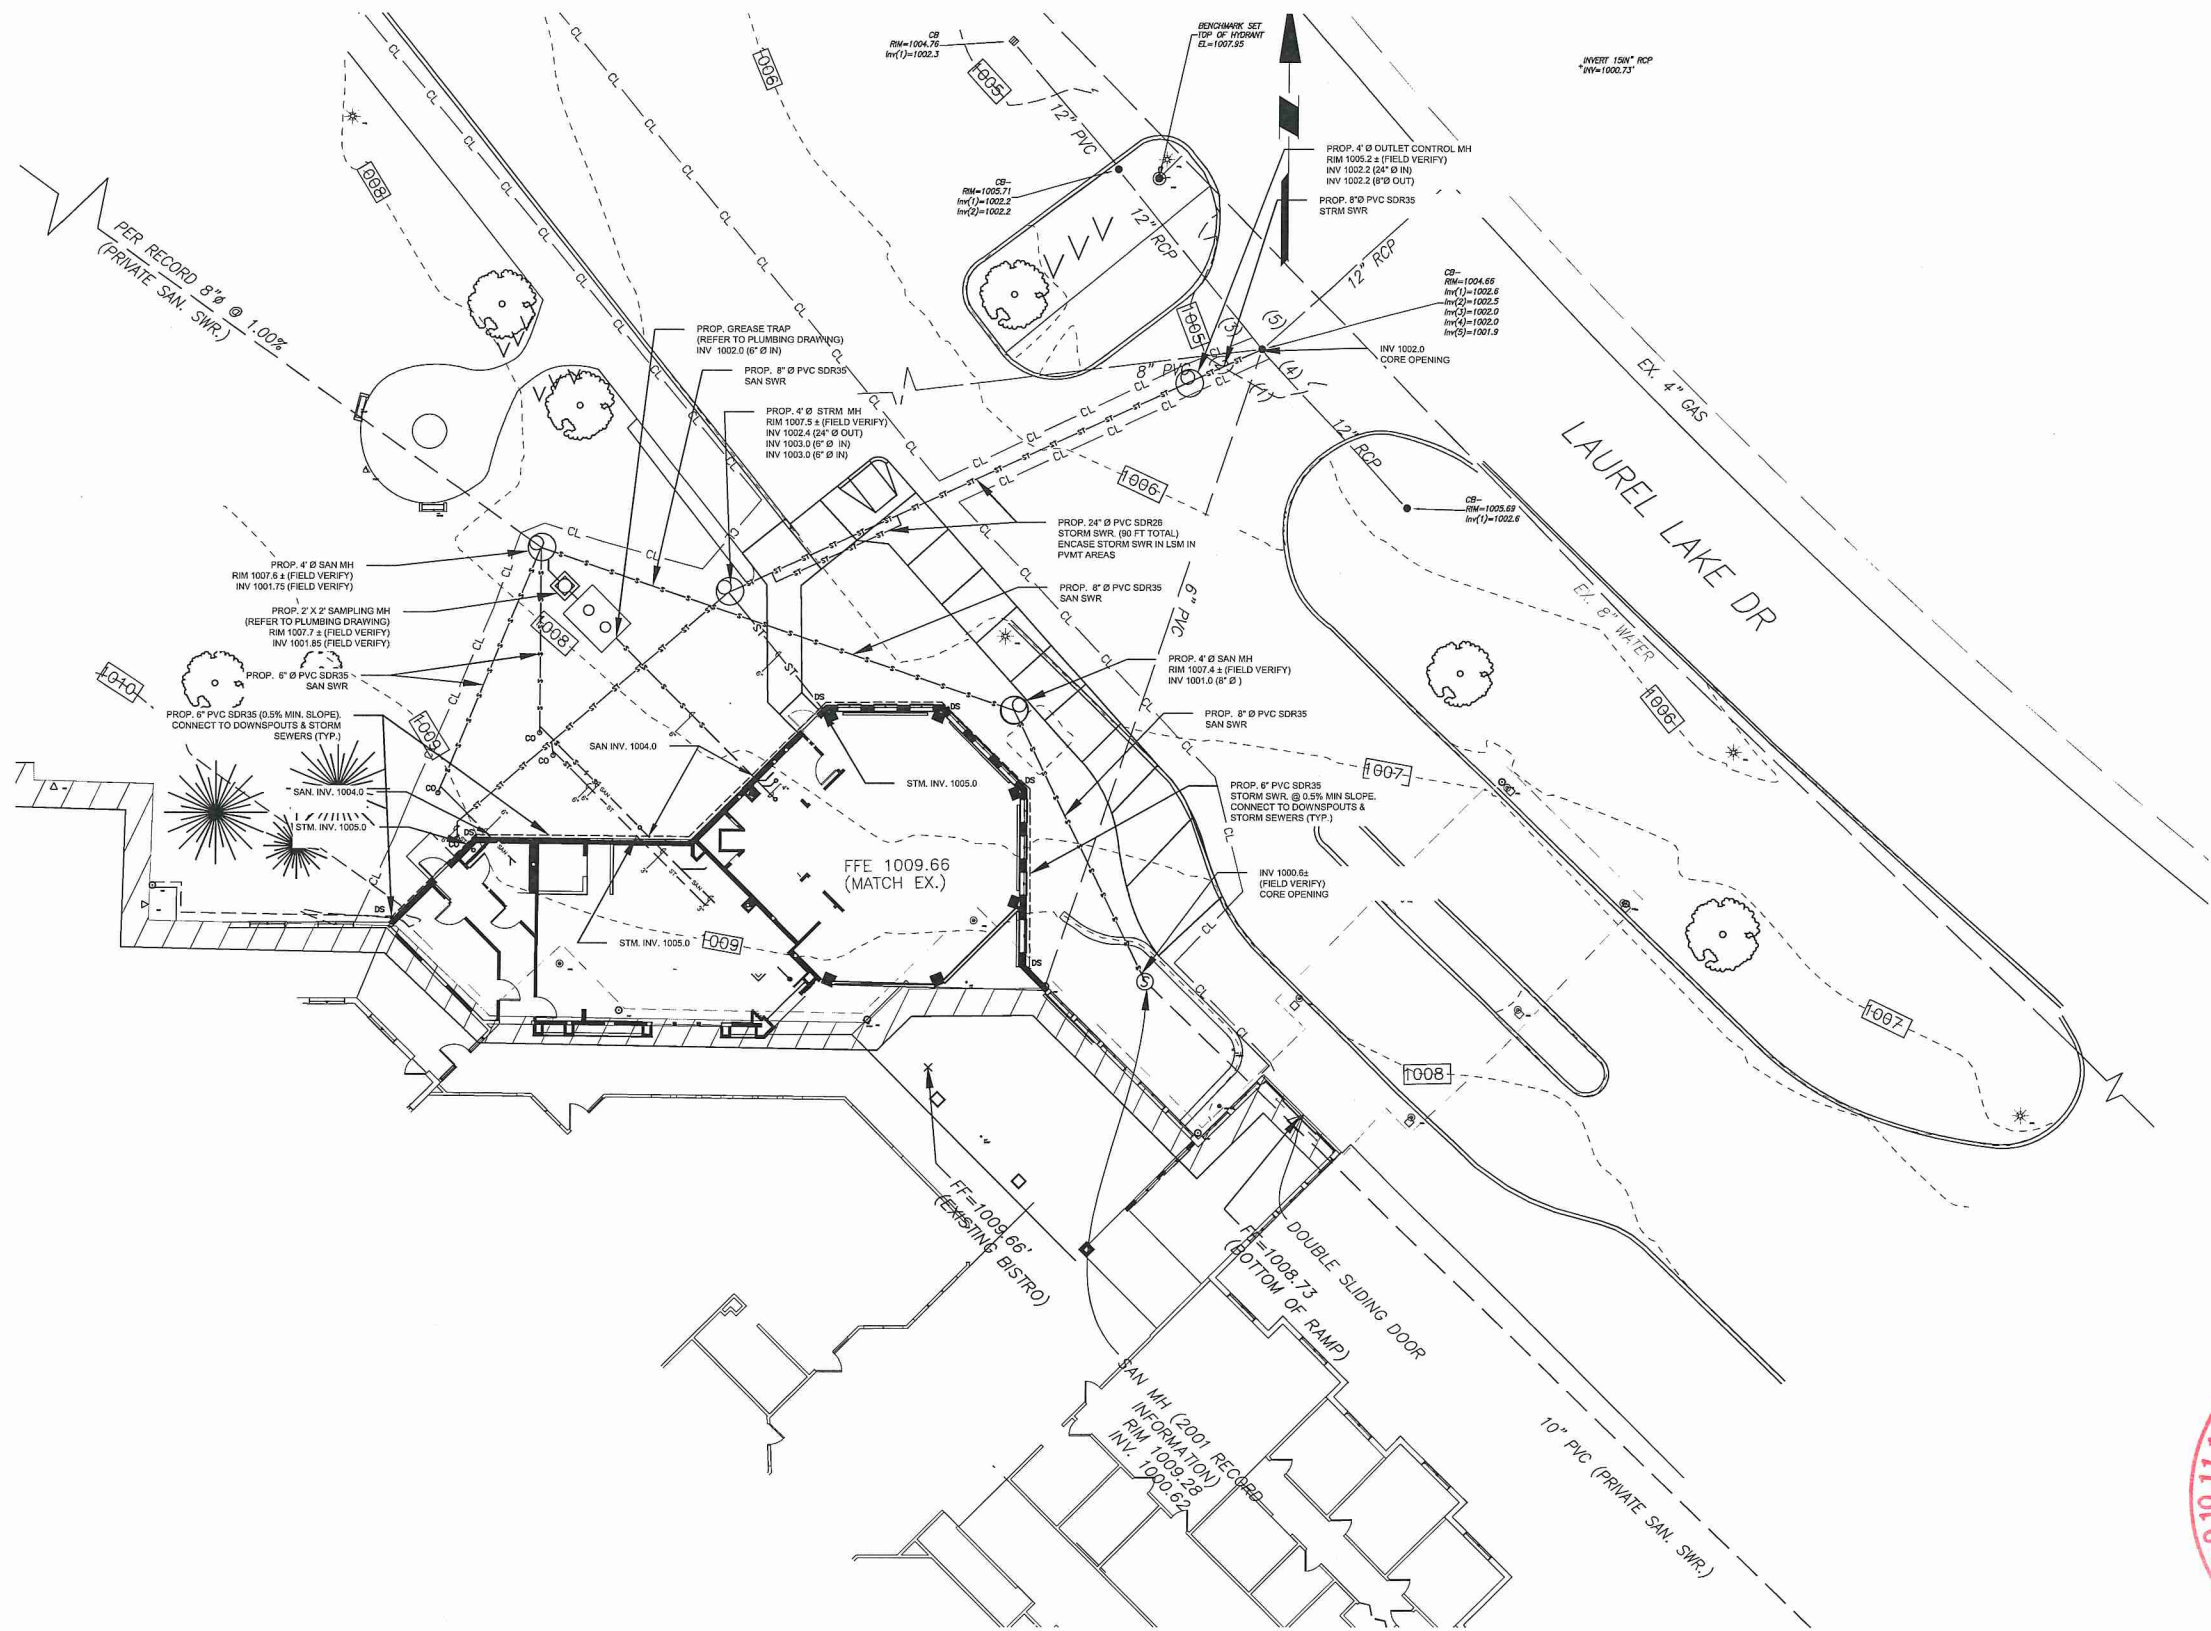 CB
RIM=1004.76
Inv(1)=1002.3
BENCHMARK SET
TOP OF HYDRANT
EL=1007.95
INVERT 15IN" RCP
INV=1000.73'
1006
1005
12" PVC
1008
PROP. 4' Ø OUTLET CONTROL MH
RIM 1005.2 ± (FIELD VERIFY)
INV 1002.2 (24" Ø IN)
INV 1002.2 (8"Ø OUT)
PROP. 8"Ø PVC SDR35
STRM SWR
CB-
RIM=1005.71
Inv(1)=1002.2
Inv(2)=1002.2
12" RCP
12" RCP
CB-
RIM=1004.66
Inv(1)=1002.6
Inv(2)=1002.5
Inv(3)=1002.0
Inv(4)=1002.0
Inv(5)=1001.9
PER RECORD 8"Ø @ 1.00%
(PRIVATE SAN. SWR.)
1005
(3)
(5)
(4)
(1)
INV 1002.0
CORE OPENING
8" PVC
PROP. GREASE TRAP
(REFER TO PLUMBING DRAWING)
INV 1002.0 (6" Ø IN)
PROP. 8" Ø PVC SDR35
SAN SWR
PROP. 4' Ø STRM MH
RIM 1007.5 ± (FIELD VERIFY)
INV 1002.4 (24" Ø OUT)
INV 1003.0 (6" Ø IN)
INV 1003.0 (6" Ø IN)
EX. 4" GAS
LAUREL LAKE DR
12" RCP
1006
CB-
RIM=1005.69
Inv(1)=1002.6
PROP. 24" Ø PVC SDR26
STORM SWR. (90 FT TOTAL)
ENCASE STORM SWR IN LSM IN
PVMT AREAS
PROP. 4' Ø SAN MH
RIM 1007.6 ± (FIELD VERIFY)
INV 1001.75 (FIELD VERIFY)
PROP. 8" Ø PVC SDR35
SAN SWR
6" PVC
EX. 8" WATER
PROP. 2' X 2' SAMPLING MH
(REFER TO PLUMBING DRAWING)
RIM 1007.7 ± (FIELD VERIFY)
INV 1001.85 (FIELD VERIFY)
1008
PROP. 4' Ø SAN MH
RIM 1007.4 ± (FIELD VERIFY)
INV 1001.0 (8" Ø )
1010
PROP. 6" Ø PVC SDR35
SAN SWR
1006
PROP. 6" PVC SDR35 (0.5% MIN. SLOPE).
CONNECT TO DOWNSPOUTS & STORM
SEWERS (TYP.)
1009
CO
CO
CO
DS
DS
DS
PROP. 8" Ø PVC SDR35
SAN SWR
SAN INV. 1004.0
STM. INV. 1005.0
1007
PROP. 6" PVC SDR35
STORM SWR. @ 0.5% MIN SLOPE.
CONNECT TO DOWNSPOUTS &
STORM SEWERS (TYP.)
SAN. INV. 1004.0
STM. INV. 1005.0
DS
FFE 1009.66
(MATCH EX.)
INV 1000.6±
(FIELD VERIFY)
CORE OPENING
DS
STM. INV. 1005.0
1009
DS
S
1007
1008
FF=1009.66'
(EXISTING BISTRO)
FF=1008.73
(BOTTOM OF RAMP)
DOUBLE SLIDING DOOR
SAN MH (2001 RECORD
INFORMATION)
RIM 1009.28
INV. 1000.62
10" PVC (PRIVATE SAN. SWR.)